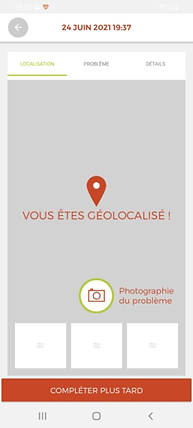 24 JUIN 2021 19:37
LOCALISATION PROBLÈME DÉTAILS
VOUS ÊTES GÉOLOCALISÉ !
Photographie
du problème
COMPLÉTER PLUS TARD